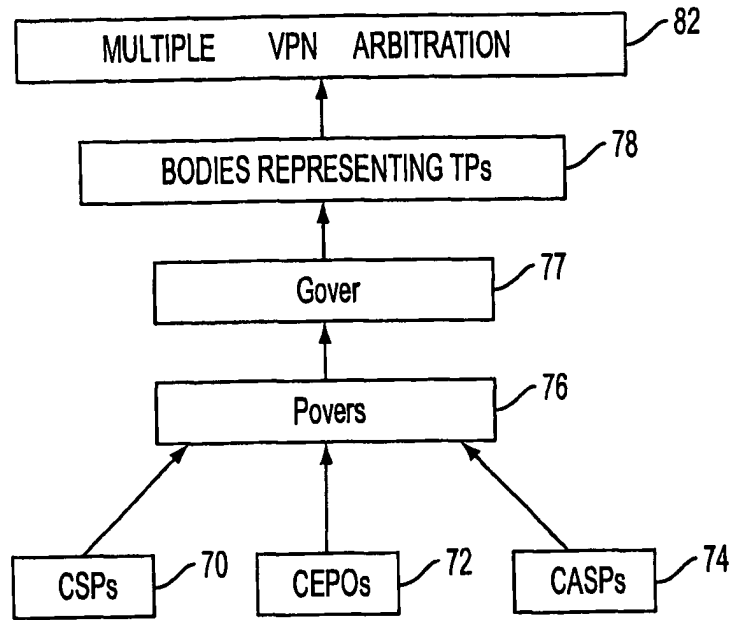 MULTIPLE VPN ARBITRATION
82
BODIES REPRESENTING TPs
78
Gover
77
Povers
76
CSPs
70
CEPOs
72
CASPs
74